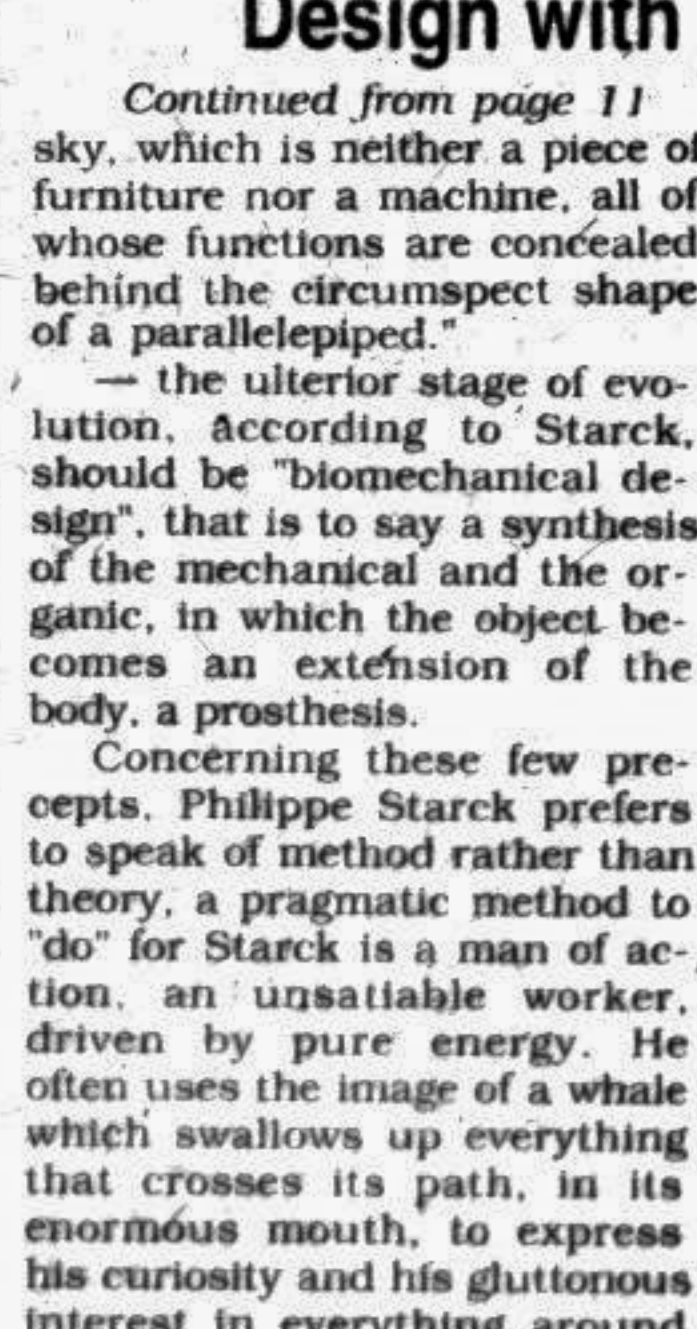 Design with
Continued from page 11
sky, which is neither a piece of
furniture nor a machine, all of
whose functions are concealed
behind the circumspect shape
of a parallelepiped."
— the ulterior stage of evo-
lution, according to Starck,
should be "biomechanical de-
sign", that is to say a synthesis
of the mechanical and the or-
ganic, in which the object be-
comes an extension of the
body, a prosthesis.
Concerning these few pre-
cepts, Philippe Starck prefers
to speak of method rather than
theory, a pragmatic method to
"do" for Starck is a man of ac-
tion, an unsatiable worker,
driven by pure energy. He
often uses the image of a whale
which swallows up everything
that crosses its path, in its
enormous mouth, to express
his curiosity and his gluttonous
interest in everything around